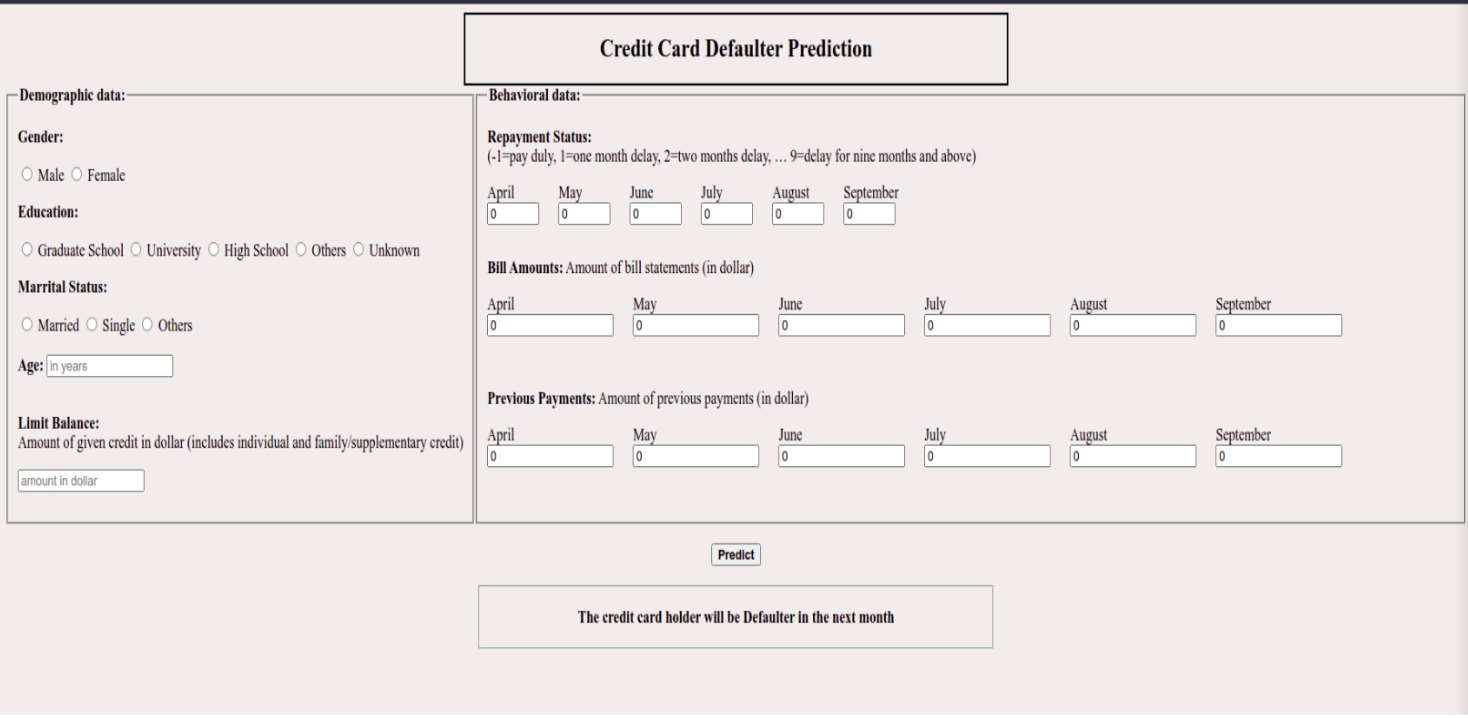 Credit Card Defaulter Prediction
Demographic data:
Gender:
Male Female
Education:
Graduate School University High School Others Unknown
Marrital Status:
Married Single Others
Age: in years
Limit Balance:
Amount of given credit in dollar (includes individual and family/supplementary credit)
amount in dollar
Behavioral data:
Repayment Status:
(-1=pay duly, 1=one month delay, 2=two months delay, ... 9=delay for nine months and above)
April May June July August September
0 0 0 0 0 0
Bill Amounts: Amount of bill statements (in dollar)
April May June July August September
0 0 0 0 0 0
Previous Payments: Amount of previous payments (in dollar)
April May June July August September
0 0 0 0 0 0
Predict
The credit card holder will be Defaulter in the next month